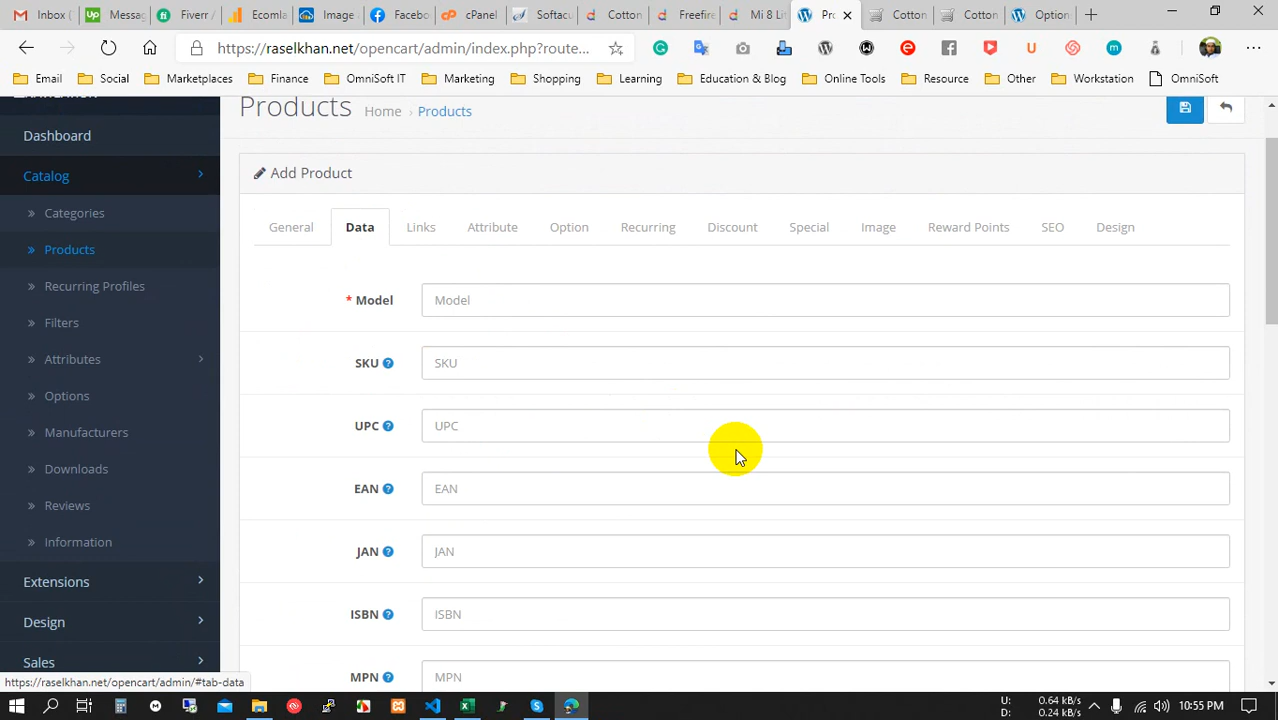 Inbox (
Messag
Fiverr /
Ecomla
Image
Facebo
cPanel
Softacu
Cotton
Freefire
Mi 8 Lit
Pro
Cotton
Cotton
Option
https://raselkhan.net/opencart/admin/index.php?route...
Email
Social
Marketplaces
Finance
OmniSoft IT
Marketing
Shopping
Learning
Education & Blog
Online Tools
Resource
Other
Workstation
OmniSoft
Products Home › Products
Dashboard
Catalog
Categories
Products
Recurring Profiles
Filters
Attributes
Options
Manufacturers
Downloads
Reviews
Information
Extensions
Design
Sales
Add Product
General Data Links Attribute Option Recurring Discount Special Image Reward Points SEO Design
* Model Model
SKU SKU
UPC UPC
EAN EAN
JAN JAN
ISBN ISBN
MPN MPN
https://raselkhan.net/opencart/admin/#tab-data
U: 0.64 kB/s
D: 0.24 kB/s
10:55 PM